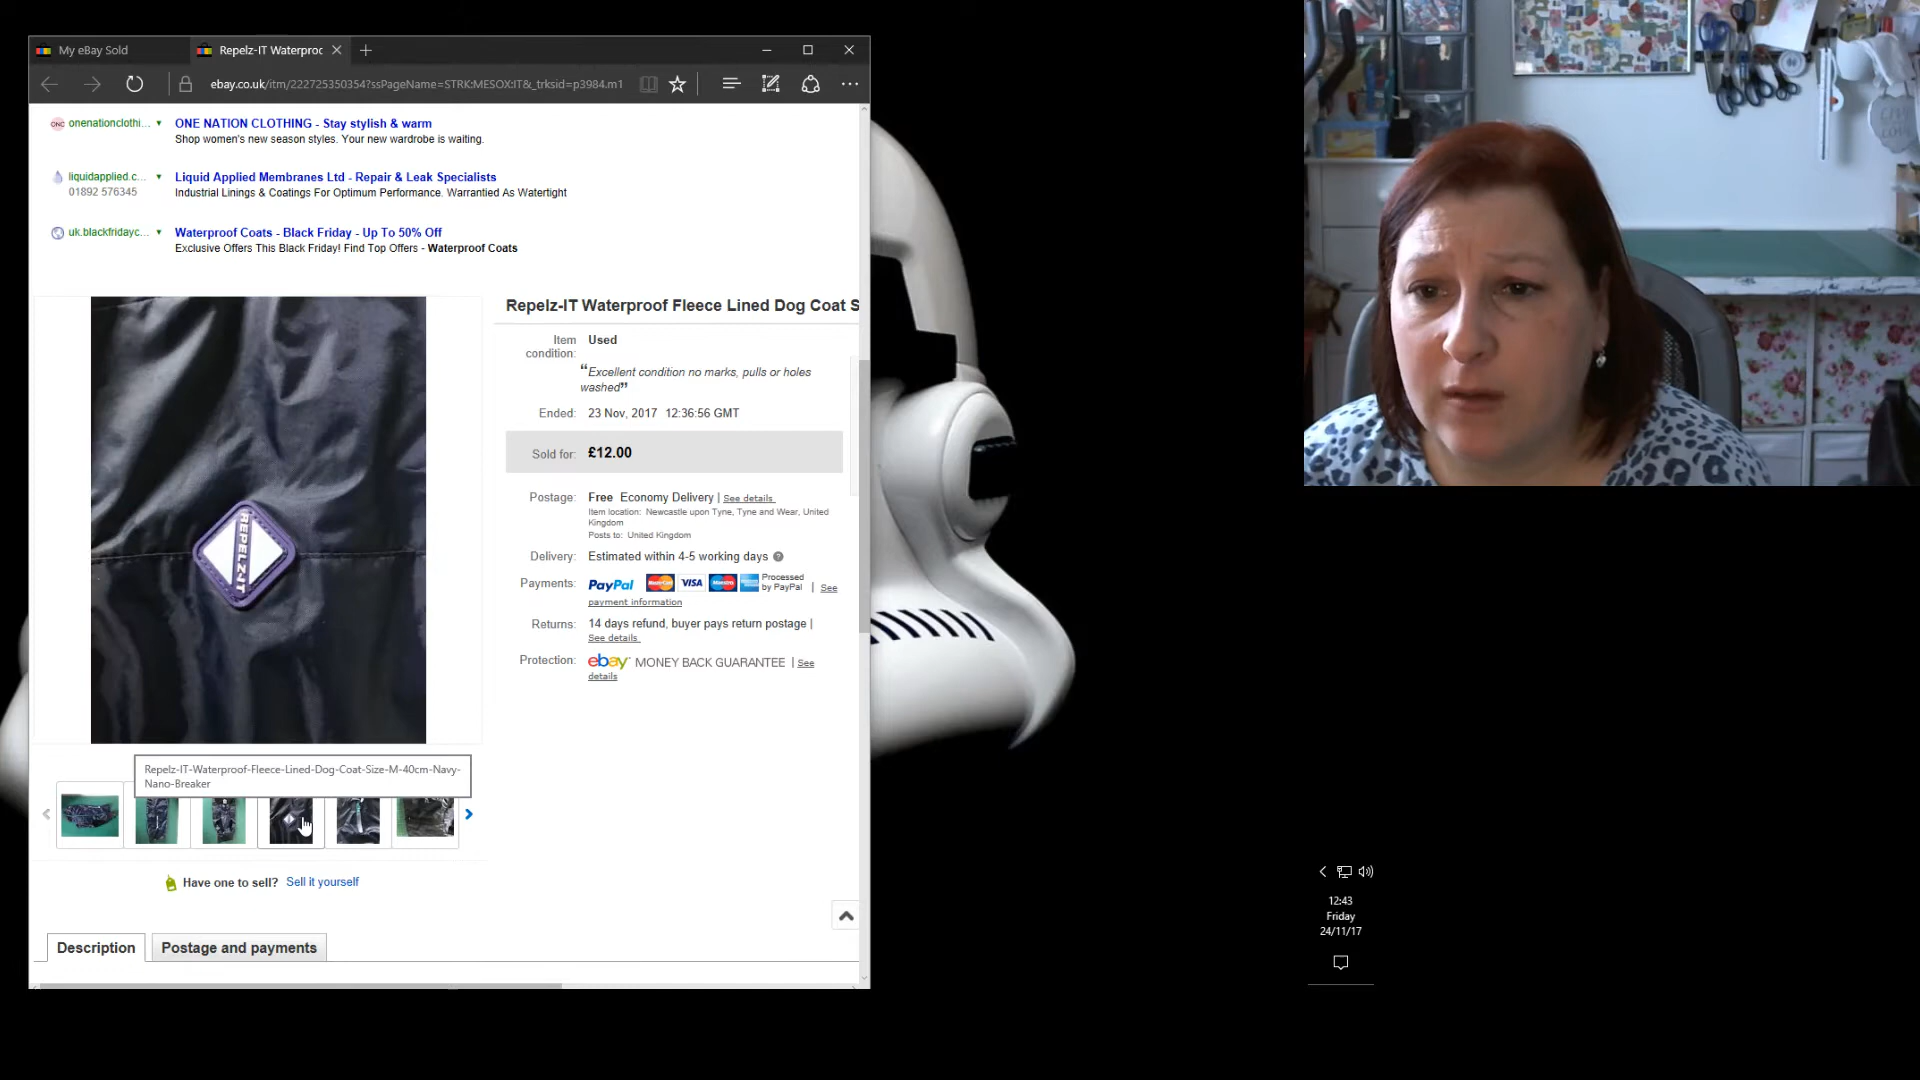 My eBay Sold
Repelz-IT Waterproc
ebay.co.uk/itm/222725350354?ssPageName=STRK:MESOX:IT&_trksid=p3984.m1
ONC onenationclothi...
ONE NATION CLOTHING - Stay stylish & warm
Shop women's new season styles. Your new wardrobe is waiting.
liquidapplied.c...
Liquid Applied Membranes Ltd - Repair & Leak Specialists
01892 576345
Industrial Linings & Coatings For Optimum Performance. Warrantied As Watertight
uk.blackfridayc...
Waterproof Coats - Black Friday - Up To 50% Off
Exclusive Offers This Black Friday! Find Top Offers - Waterproof Coats
REPELZ-IT
Repelz-IT Waterproof Fleece Lined Dog Coat S
Item condition:
Used
“Excellent condition no marks, pulls or holes
washed”
Ended: 23 Nov, 2017 12:36:56 GMT
Sold for: £12.00
Postage: Free Economy Delivery | See details
Item location: Newcastle upon Tyne, Tyne and Wear, United
Kingdom
Posts to: United Kingdom
Delivery: Estimated within 4-5 working days
Payments: PayPal MasterCard VISA Maestro Processed by PayPal | See
payment information
Returns: 14 days refund, buyer pays return postage |
See details
Protection: ebay MONEY BACK GUARANTEE | See
details
Repelz-IT-Waterproof-Fleece-Lined-Dog-Coat-Size-M-40cm-Navy-
Nano-Breaker
Have one to sell? Sell it yourself
Description
Postage and payments
12:43
Friday
24/11/17